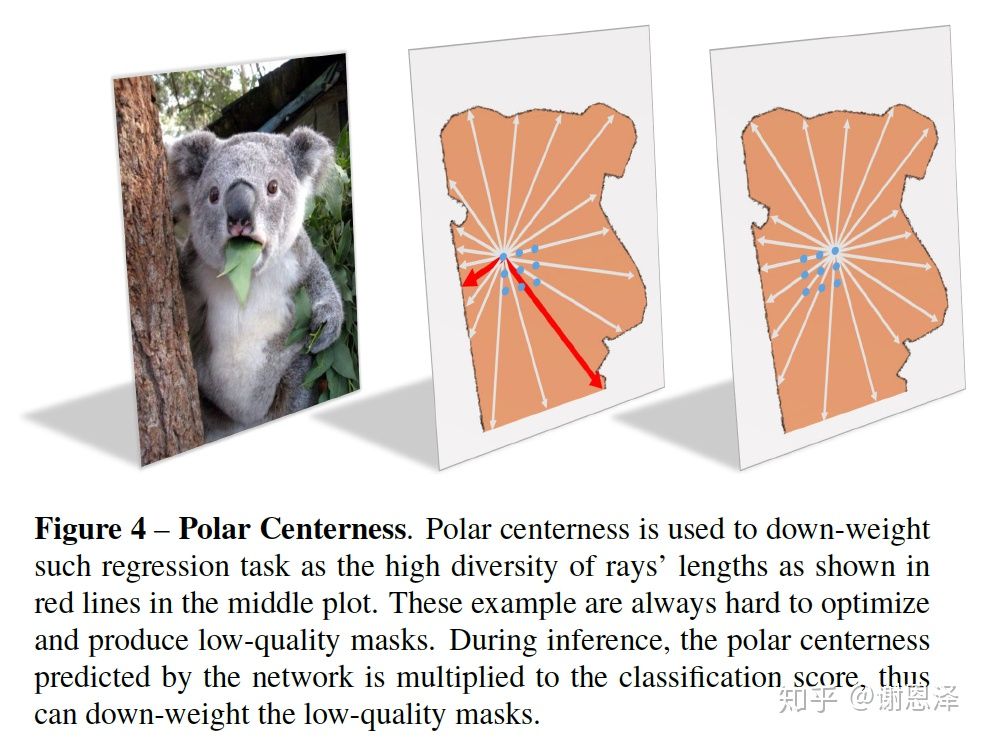 Figure 4 – Polar Centerness. Polar centerness is used to down-weight
such regression task as the high diversity of rays’ lengths as shown in
red lines in the middle plot. These example are always hard to optimize
and produce low-quality masks. During inference, the polar centerness
predicted by the network is multiplied to the classification score, thus
can down-weight the low-quality masks.
知乎 @谢恩泽